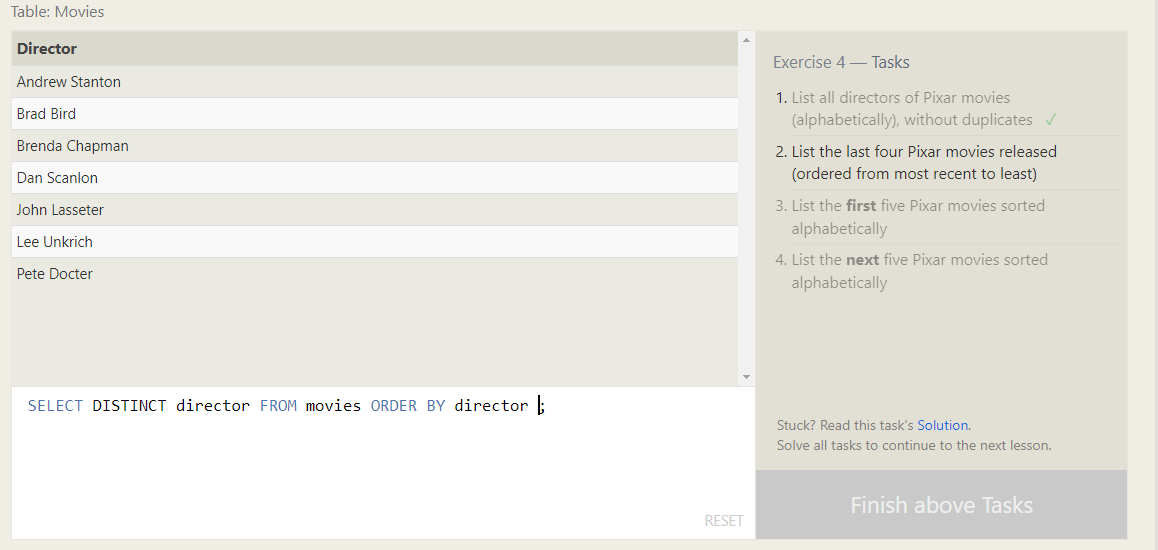 Table: Movies
Director
Andrew Stanton
Brad Bird
Brenda Chapman
Dan Scanlon
John Lasseter
Lee Unkrich
Pete Docter
SELECT DISTINCT director FROM movies ORDER BY director ;
RESET
Exercise 4 — Tasks
1. List all directors of Pixar movies
(alphabetically), without duplicates ✓
2. List the last four Pixar movies released
(ordered from most recent to least)
3. List the first five Pixar movies sorted
alphabetically
4. List the next five Pixar movies sorted
alphabetically
Stuck? Read this task's Solution.
Solve all tasks to continue to the next lesson.
Finish above Tasks